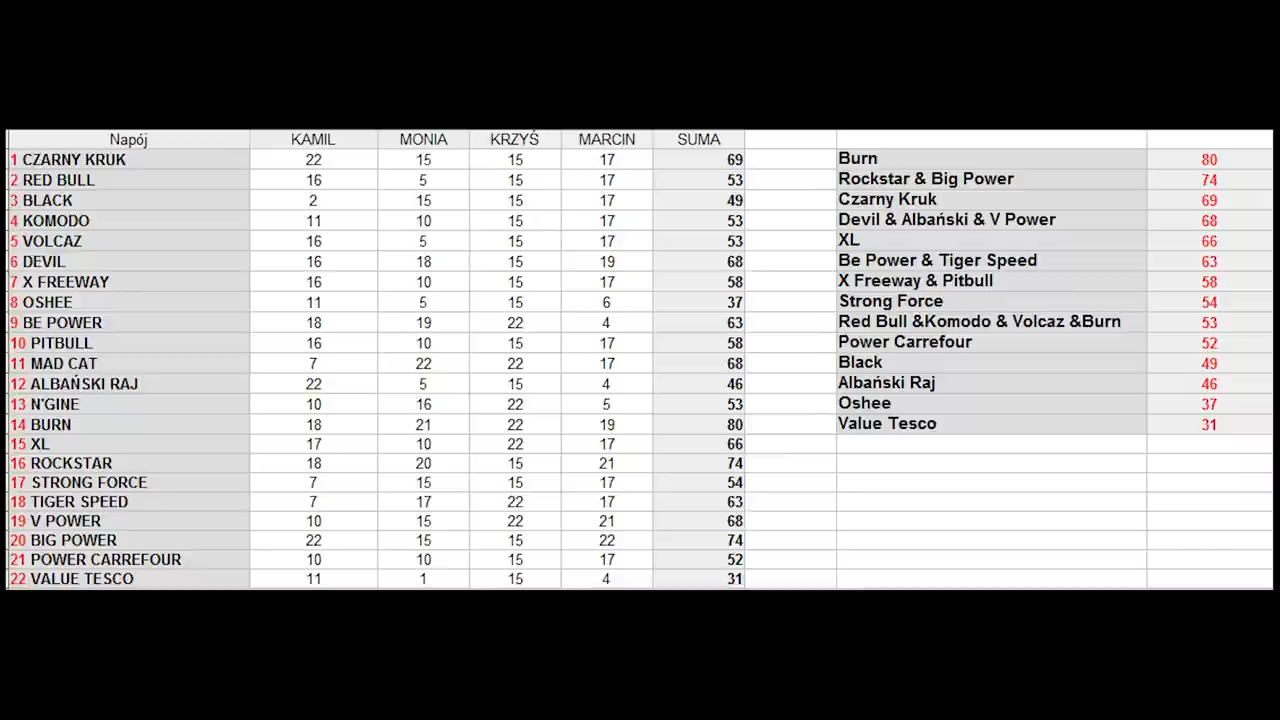 Napój KAMIL MONIA KRZYŚ MARCIN SUMA
1 CZARNY KRUK 22 15 15 17 69 Burn 80
2 RED BULL 16 5 15 17 53 Rockstar & Big Power 74
3 BLACK 2 15 15 17 49 Czarny Kruk 69
4 KOMODO 11 10 15 17 53 Devil & Albański & V Power 68
5 VOLCAZ 16 5 15 17 53 XL 66
6 DEVIL 16 18 15 19 68 Be Power & Tiger Speed 63
7 X FREEWAY 16 10 15 17 58 X Freeway & Pitbull 58
8 OSHEE 11 5 15 6 37 Strong Force 54
9 BE POWER 18 19 22 4 63 Red Bull &Komodo & Volcaz &Burn 53
10 PITBULL 16 10 15 17 58 Power Carrefour 52
11 MAD CAT 7 22 22 17 68 Black 49
12 ALBAŃSKI RAJ 22 5 15 4 46 Albański Raj 46
13 N'GINE 10 16 22 5 53 Oshee 37
14 BURN 18 21 22 19 80 Value Tesco 31
15 XL 17 10 22 17 66
16 ROCKSTAR 18 20 15 21 74
17 STRONG FORCE 7 15 15 17 54
18 TIGER SPEED 7 17 22 17 63
19 V POWER 10 15 22 21 68
20 BIG POWER 22 15 15 22 74
21 POWER CARREFOUR 10 10 15 17 52
22 VALUE TESCO 11 1 15 4 31